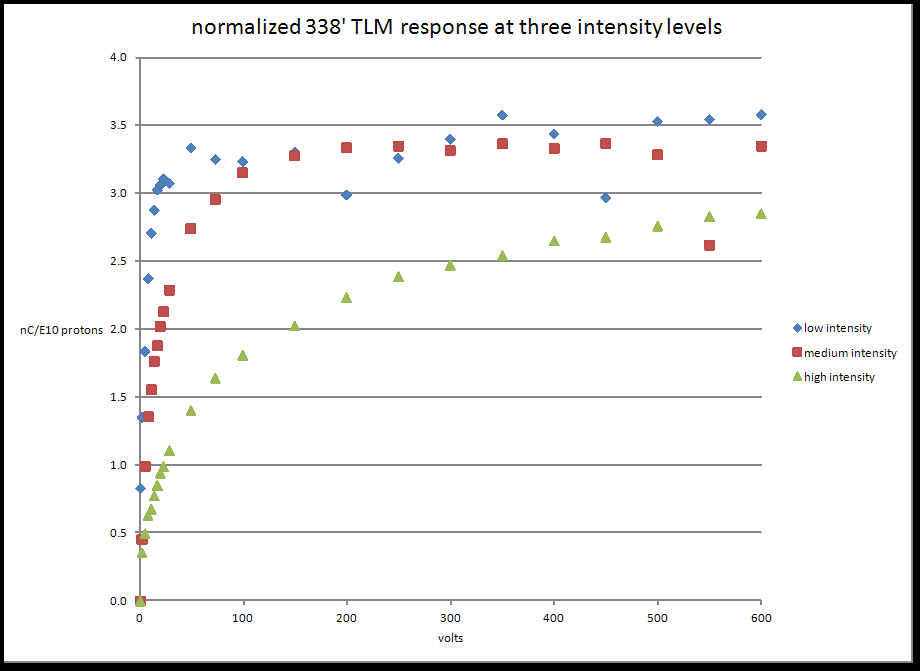 normalized 338' TLM response at three intensity levels
4.0
3.5
3.0
2.5
nC/E10 protons 2.0
low intensity
medium intensity
high intensity
1.5
1.0
0.5
0.0
0 100 200 300 400 500 600
volts